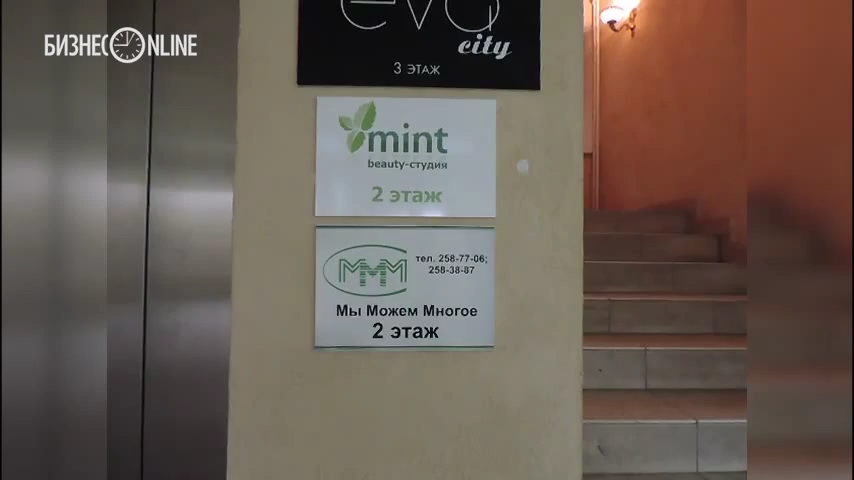 БИЗНЕС ONLINE
eva
city
3 ЭТАЖ
mint
beauty-студия
2 этаж
МММ
тел. 258-77-06;
258-38-87
Мы Можем Многое
2 этаж